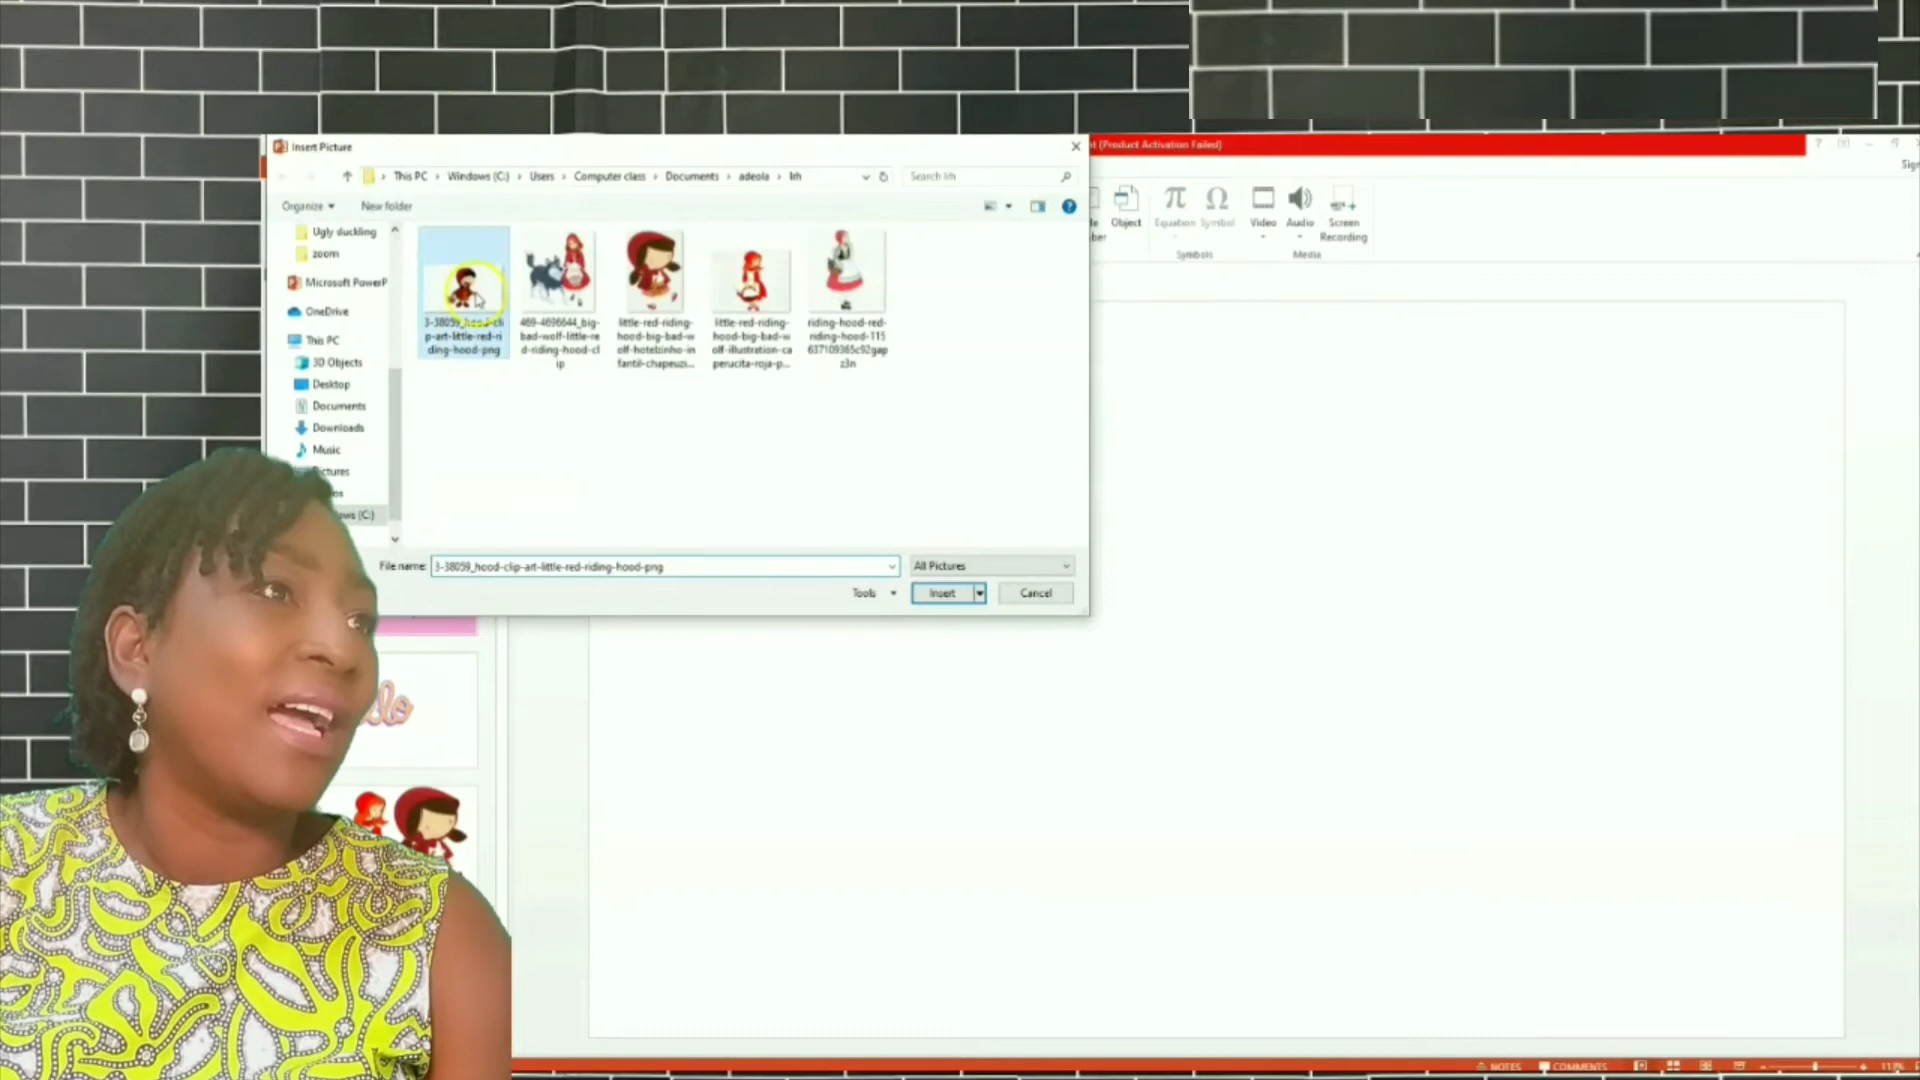 Insert Picture
(Product Activation Failed)
This PC > Windows (C:) > Users > Computer class > Documents > adeola > lrh
Search lrh
Organize
New folder
Ugly duckling
zoom
Microsoft PowerP
OneDrive
This PC
3D Objects
Desktop
Documents
Downloads
Music
Pictures
ows (C:)
3-38059_hood-cli
p-art-little-red-ri
ding-hood-png
469-4696644_big-
bad-wolf-little-re
d-riding-hood-cl
ip
little-red-riding-
hood-big-bad-w
olf-hotelzinho-in
fantil-chapeuzi...
little-red-riding-
hood-big-bad-w
olf-illustration-ca
perucita-roja-p...
riding-hood-red-
riding-hood-115
637109365c92gap
z3n
File name: 3-38059_hood-clip-art-little-red-riding-hood-png
All Pictures
Tools
Insert
Cancel
Object
Equation
Symbol
Video
Audio
Screen
Recording
Symbols
Media
NOTES
COMMENTS